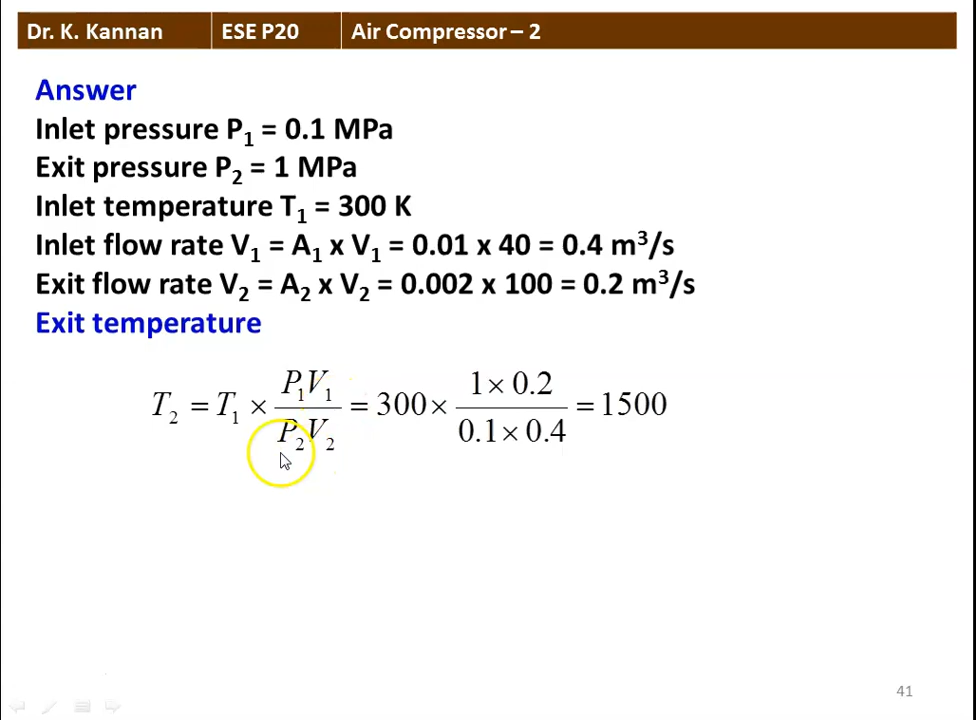 Dr. K. Kannan ESE P20 Air Compressor – 2
Answer
Inlet pressure P₁ = 0.1 MPa
Exit pressure P₂ = 1 MPa
Inlet temperature T₁ = 300 K
Inlet flow rate V₁ = A₁ x V₁ = 0.01 x 40 = 0.4 m³/s
Exit flow rate V₂ = A₂ x V₂ = 0.002 x 100 = 0.2 m³/s
Exit temperature
T₂ = T₁ × P₁V₁ / P₂V₂ = 300 × 1 × 0.2 / 0.1 × 0.4 = 1500
41